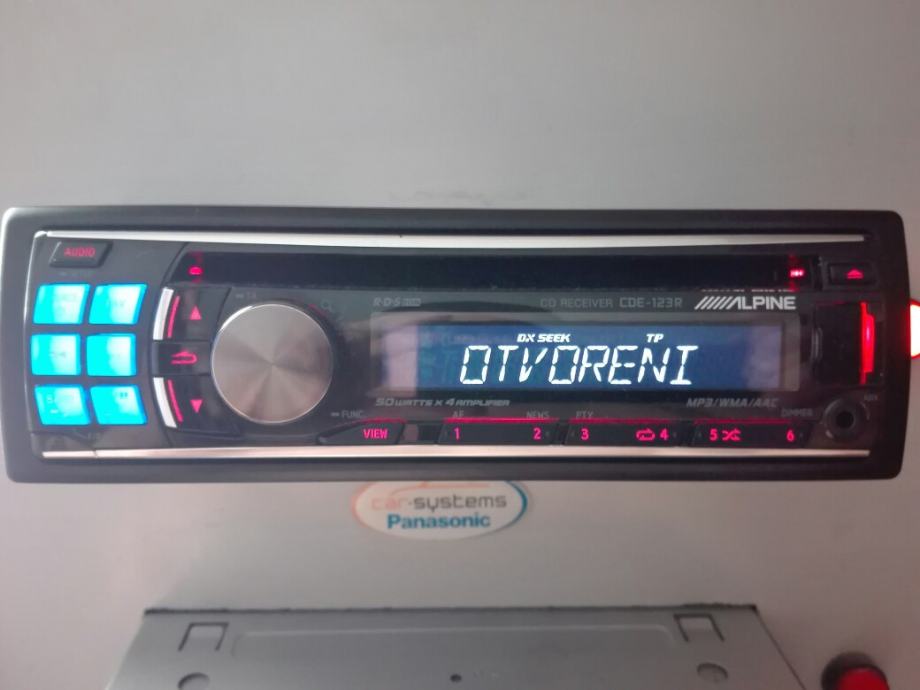 AUDIO
R·D·S
CD RECEIVER CDE-123R
ALPINE
DX SEEK TP
OTVORENI
50 WATTS X 4 AMPLIFIER
MP3/WMA/AAC
FUNC.
AF
NEWS
PTY
DIMMER
VIEW
1
2
3
4
5
6
car-systems
Panasonic